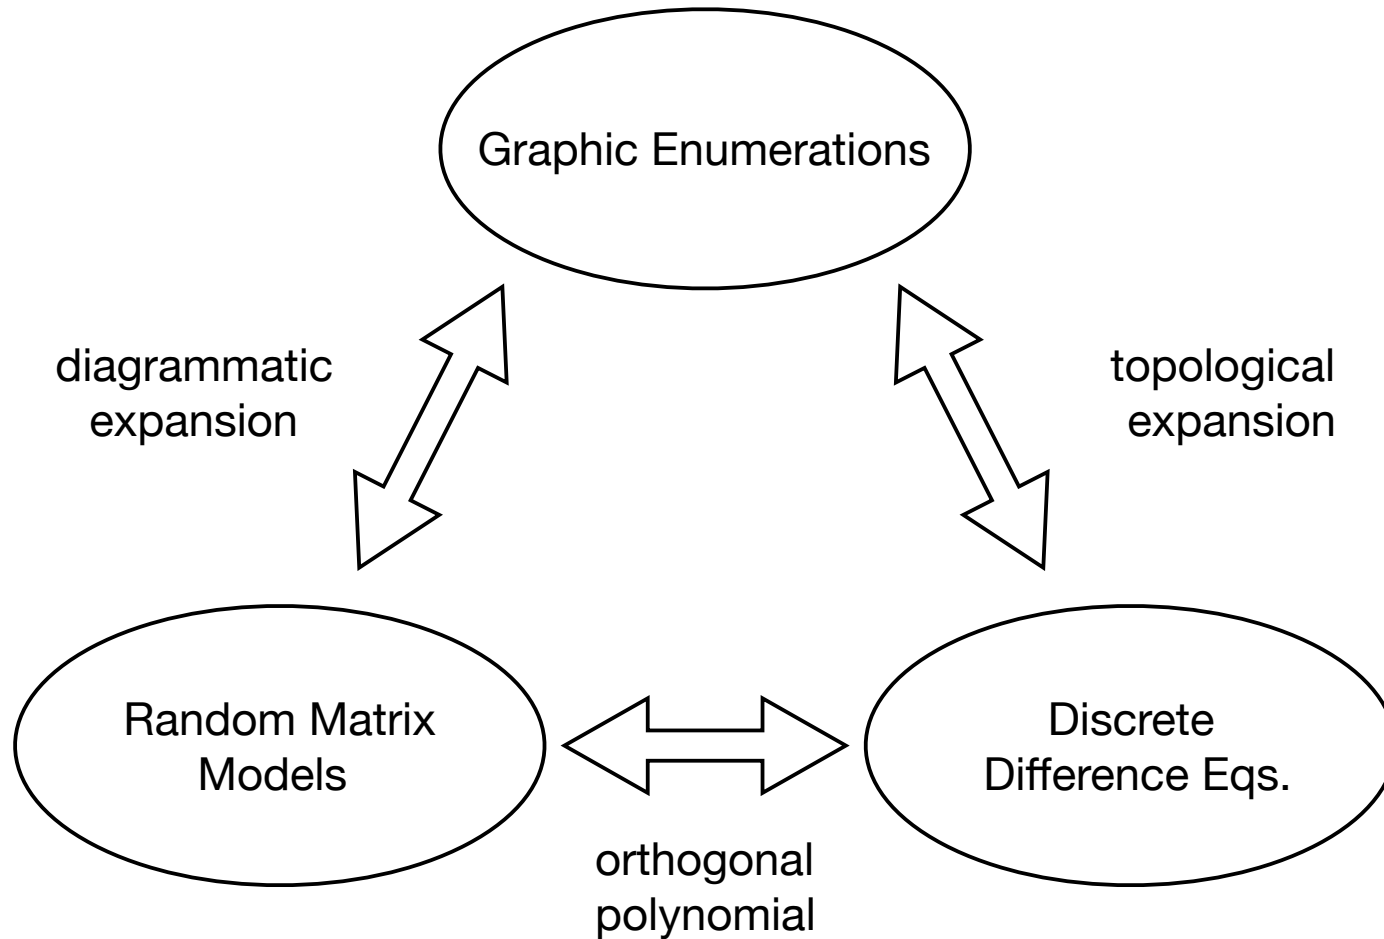 Graphic Enumerations
diagrammatic
expansion
topological
expansion
Random Matrix
Models
Discrete
Difference Eqs.
orthogonal
polynomial